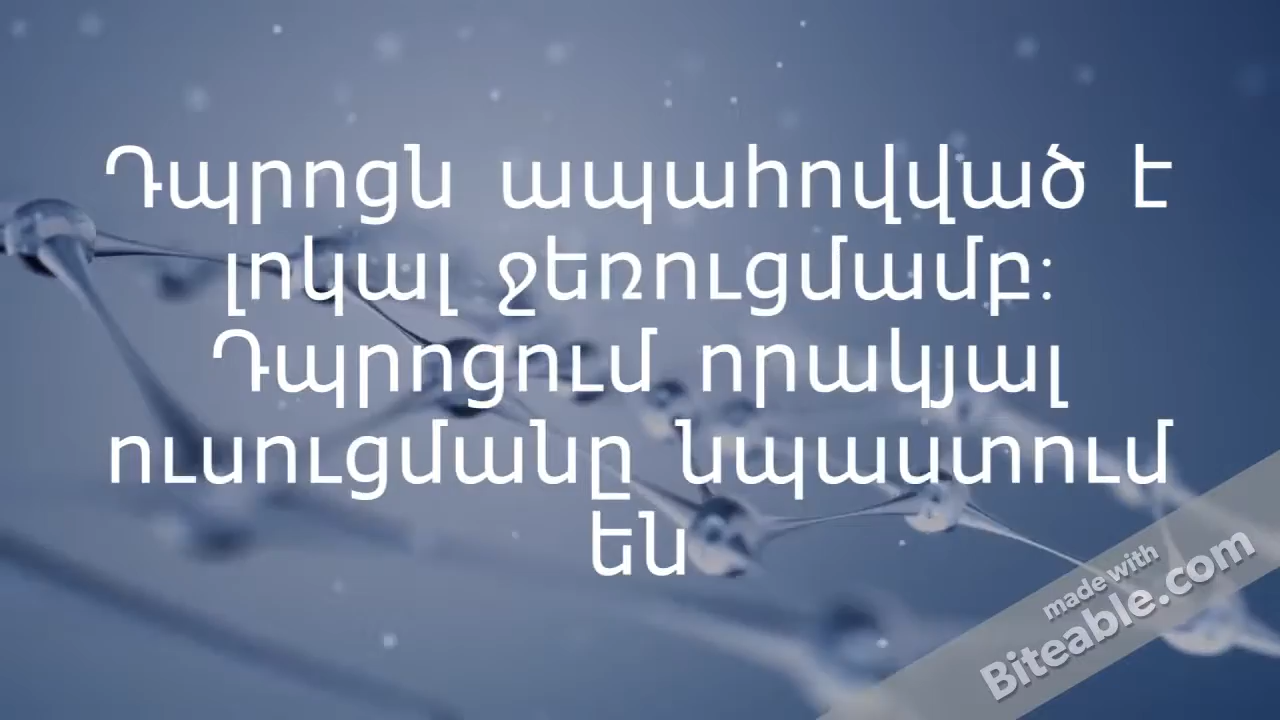 Դպրոցն ապահովված է
լոկալ ջեռուցմամբ:
Դպրոցում որակյալ
ուսուցմանը նպաստում
են
made with
Biteable.com